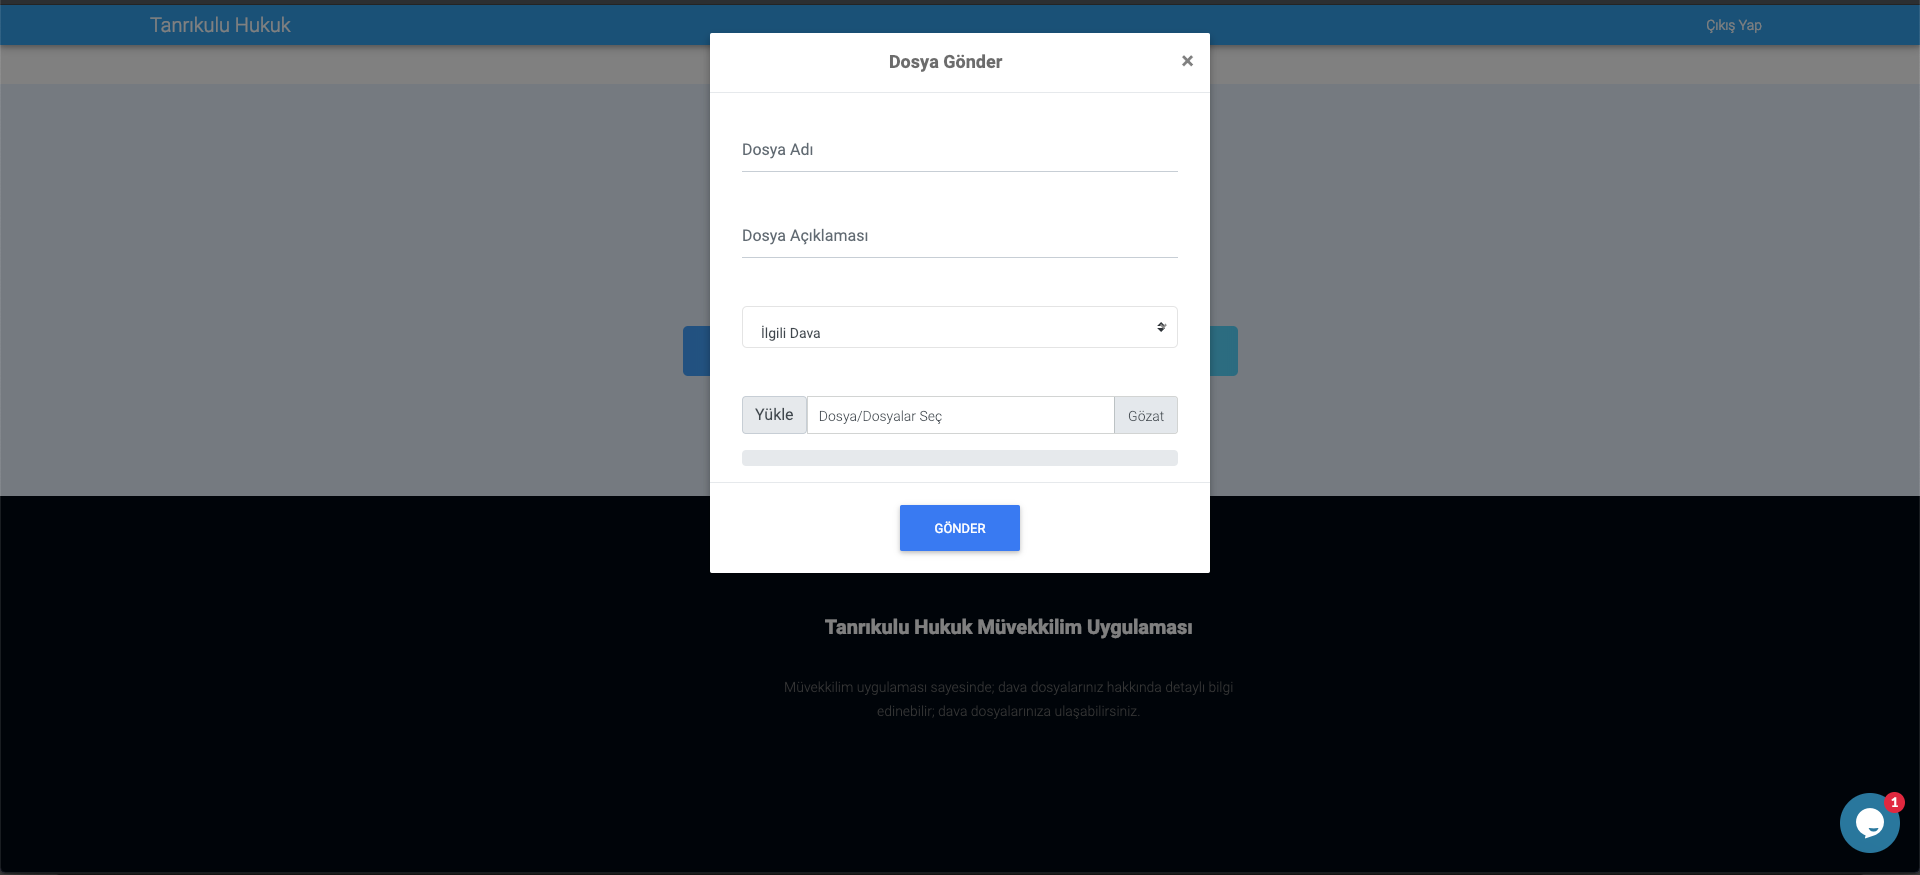 Tanrıkulu Hukuk
Çıkış Yap
Dosya Gönder
×
Dosya Adı
Dosya Açıklaması
İlgili Dava
Yükle
Dosya/Dosyalar Seç
Gözat
GÖNDER
Tanrıkulu Hukuk Müvekkilim Uygulaması
Müvekkilim uygulaması sayesinde; dava dosyalarınız hakkında detaylı bilgi
edinebilir; dava dosyalarınıza ulaşabilirsiniz.
1